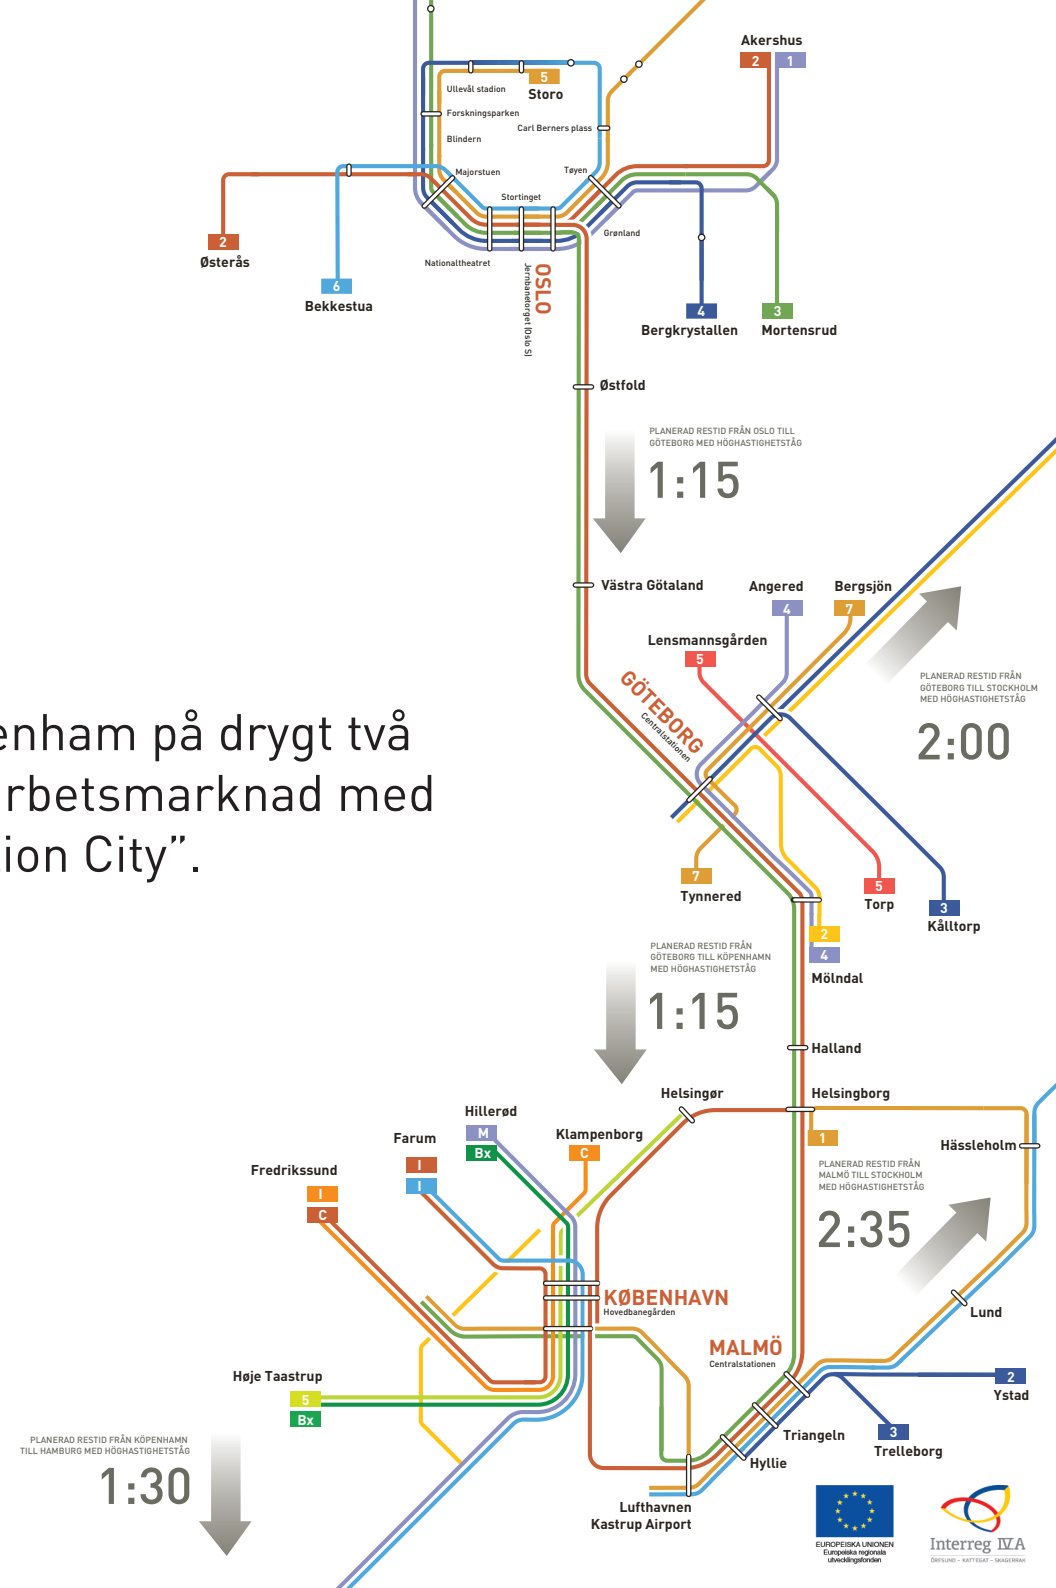 Akershus
2 1
5
Storo
Ullevål stadion
Forskningsparken
Carl Berners plass
Blindern
Majorstuen
Tøyen
Stortinget
Grønland
2
Østerås
Nationaltheatret
OSLO
Jernbanetorget (Oslo S)
6
Bekkestua
4
Bergkrystallen
3
Mortensrud
Østfold
PLANERAD RESTID FRÅN OSLO TILL
GÖTEBORG MED HÖGHASTIGHETSTÅG
1:15
Västra Götaland
Angered
4
Bergsjön
7
Lensmannsgården
5
GÖTEBORG
Centralstationen
PLANERAD RESTID FRÅN
GÖTEBORG TILL STOCKHOLM
MED HÖGHASTIGHETSTÅG
2:00
enham på drygt två
rbetsmarknad med
ion City”.
7
Tynnered
5
Torp
3
Kålltorp
2
4
Mölndal
PLANERAD RESTID FRÅN
GÖTEBORG TILL KÖPENHAMN
MED HÖGHASTIGHETSTÅG
1:15
Halland
Helsingør
Helsingborg
1
Hässleholm
Hillerød
M
Bx
Klampenborg
C
Farum
I
I
Fredrikssund
I
C
PLANERAD RESTID FRÅN
MALMÖ TILL STOCKHOLM
MED HÖGHASTIGHETSTÅG
2:35
KØBENHAVN
Hovedbanegården
Lund
MALMÖ
Centralstationen
Høje Taastrup
5
Bx
2
Ystad
3
Trelleborg
Triangeln
Hyllie
PLANERAD RESTID FRÅN KÖPENHAMN
TILL HAMBURG MED HÖGHASTIGHETSTÅG
1:30
Lufthavnen
Kastrup Airport
EUROPEISKA UNIONEN
Europeiska regionala
utvecklingsfonden
Interreg IVA
ÖRESUND – KATTEGAT – SKAGERRAK